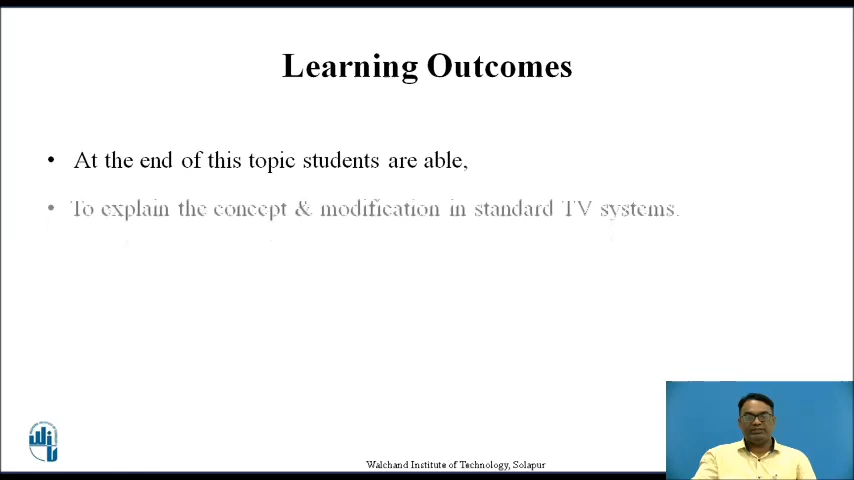 Learning Outcomes
• At the end of this topic students are able,
• To explain the concept & modification in standard TV systems.
Walchand Institute of Technology, Solapur